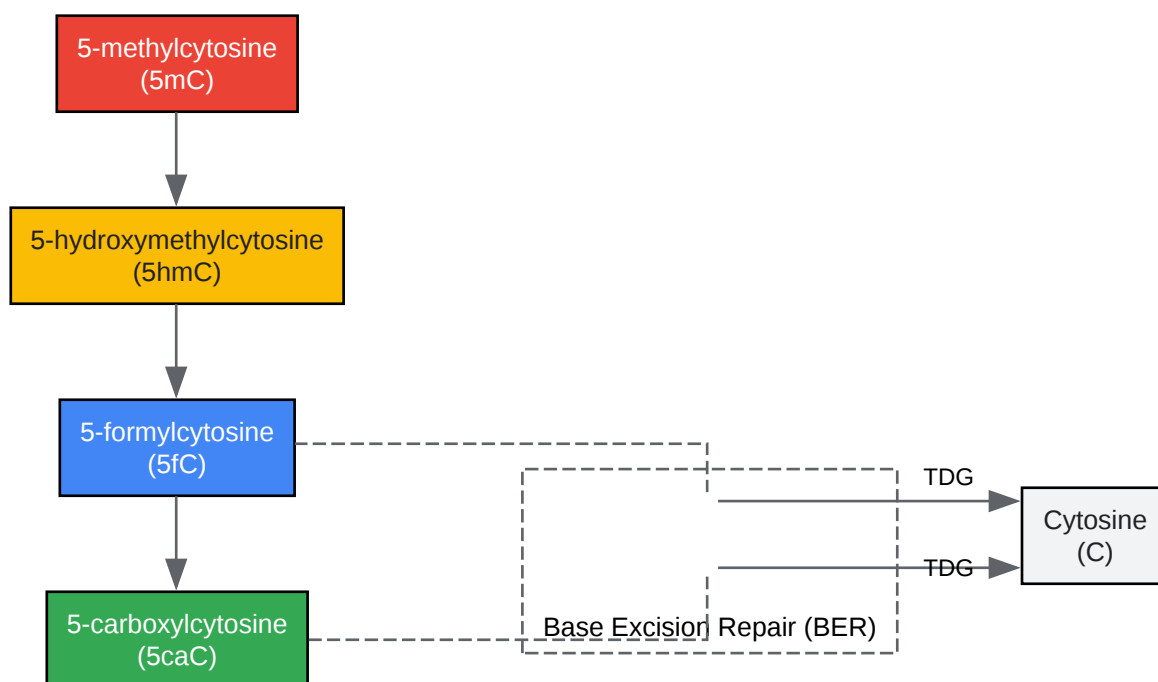 5-methylcytosine
(5mC)
5-hydroxymethylcytosine
(5hmC)
5-formylcytosine
(5fC)
TDG
Cytosine
(C)
TDG
5-carboxylcytosine
(5caC)
Base Excision Repair (BER)